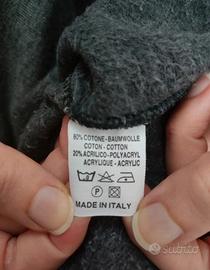 80% COTONE-BAUMWOLLE
COTON - COTTON
20% ACRILICO-POLYACRYL
ACRYLIQUE - ACRYLIC
P
MADE IN ITALY
Subito